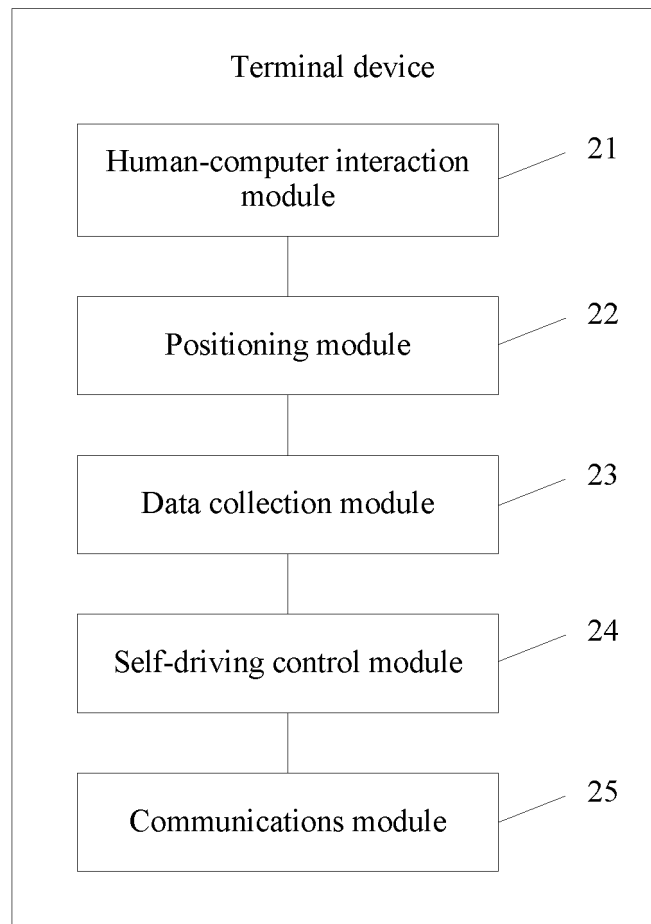 Terminal device
Human-computer interaction
module
21
Positioning module
22
Data collection module
23
Self-driving control module
24
Communications module
25